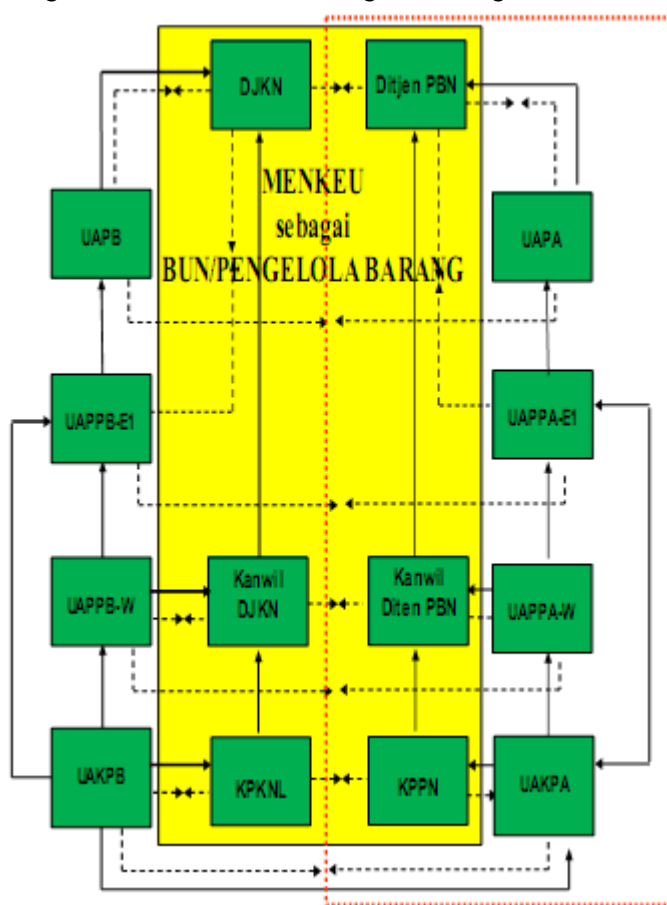 DJKN
Ditjen PBN
MENKEU
sebagai
BUN/PENGELOLA BARANG
UAPB
UAPA
UAPPB-E1
UAPPA-E1
UAPPB-W
Kanwil
DJKN
Kanwil
Diten PBN
UAPPA-W
UAKPB
KPKNL
KPPN
UAKPA